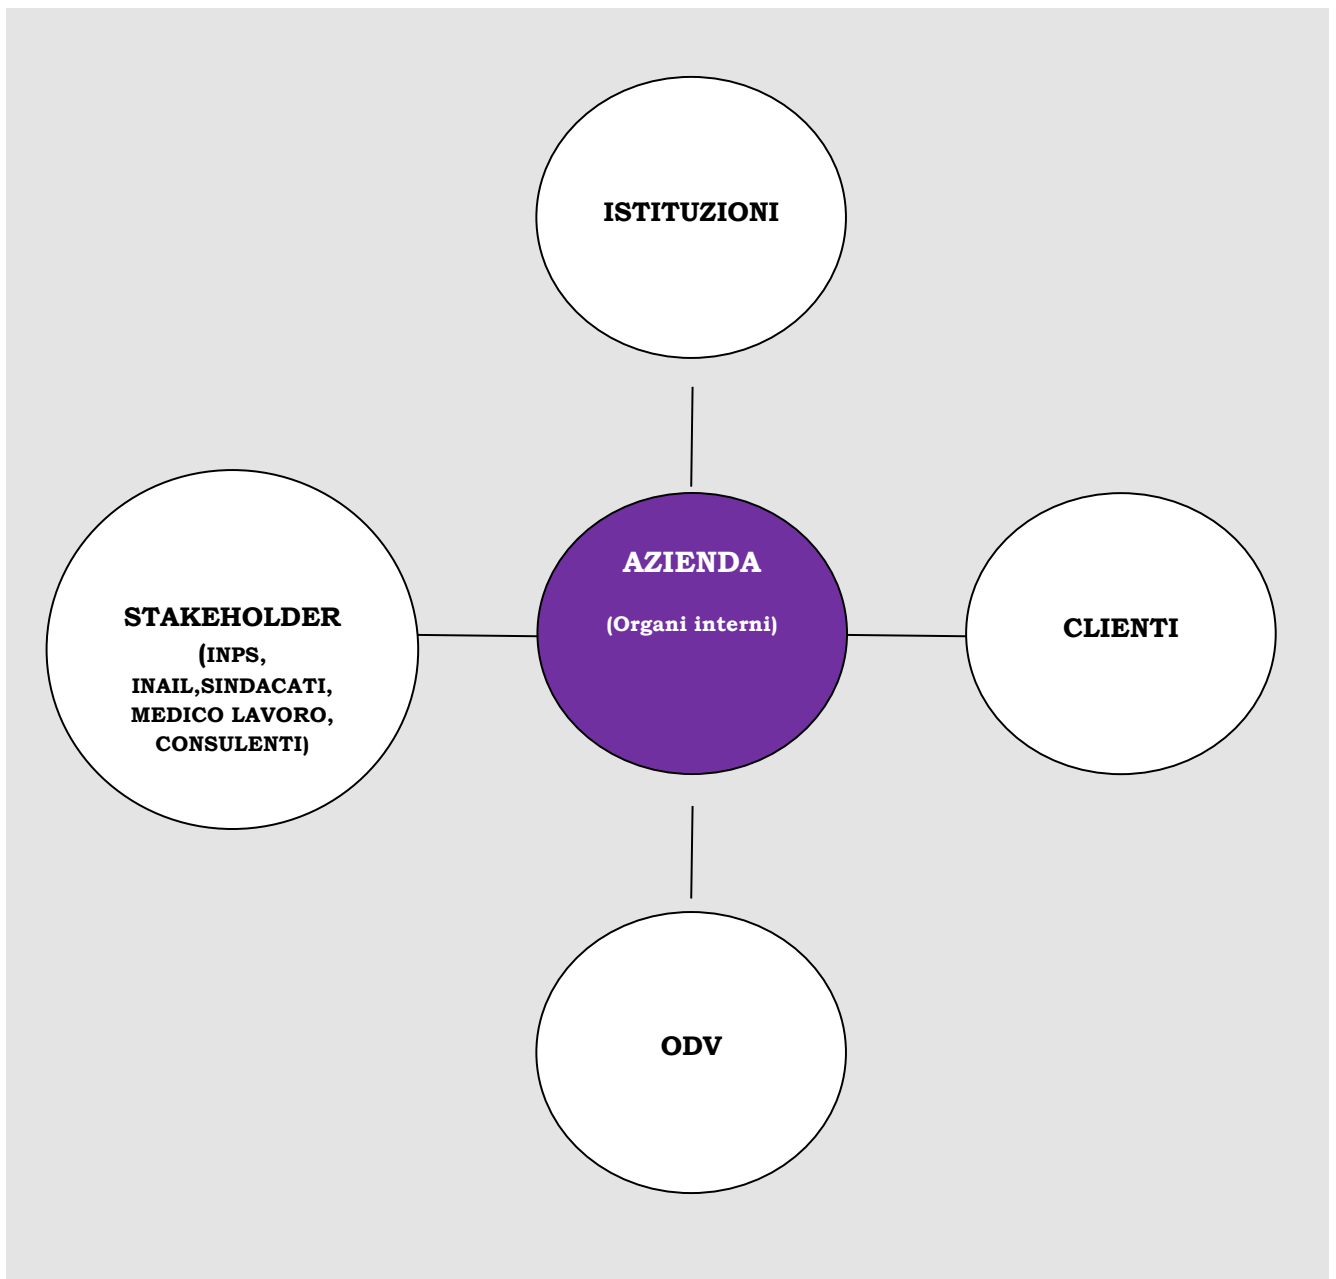 ISTITUZIONI
AZIENDA
(Organi interni)
STAKEHOLDER
(INPS,
INAIL,SINDACATI,
MEDICO LAVORO,
CONSULENTI)
CLIENTI
ODV